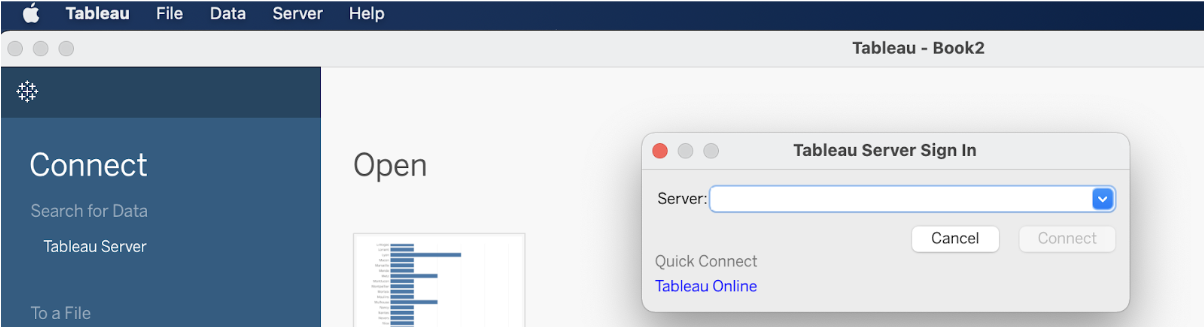 Tableau File Data Server Help
Tableau - Book2
Connect
Search for Data
Tableau Server
To a File
Open
Tableau Server Sign In
Server:
Cancel Connect
Quick Connect
Tableau Online